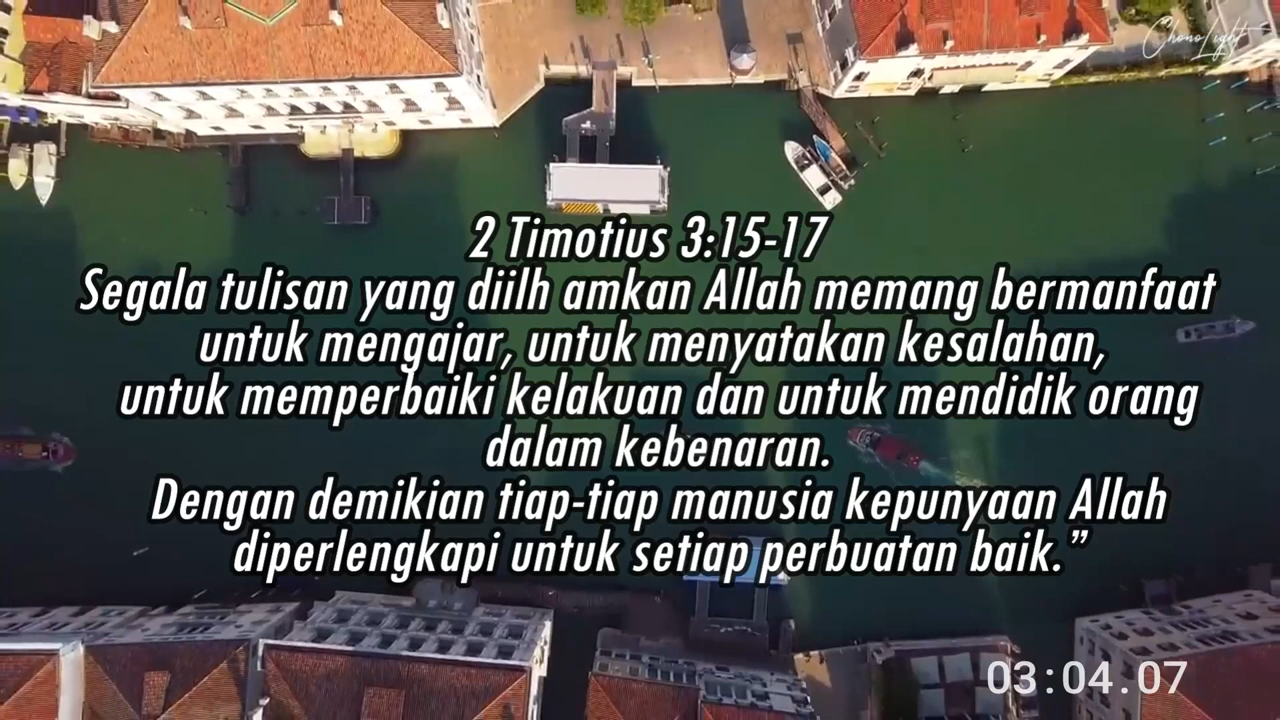 ChonoLight
2 Timotius 3:15-17
Segala tulisan yang diilh amkan Allah memang bermanfaat
untuk mengajar, untuk menyatakan kesalahan,
untuk memperbaiki kelakuan dan untuk mendidik orang
dalam kebenaran.
Dengan demikian tiap-tiap manusia kepunyaan Allah
diperlengkapi untuk setiap perbuatan baik.”
03:04.07